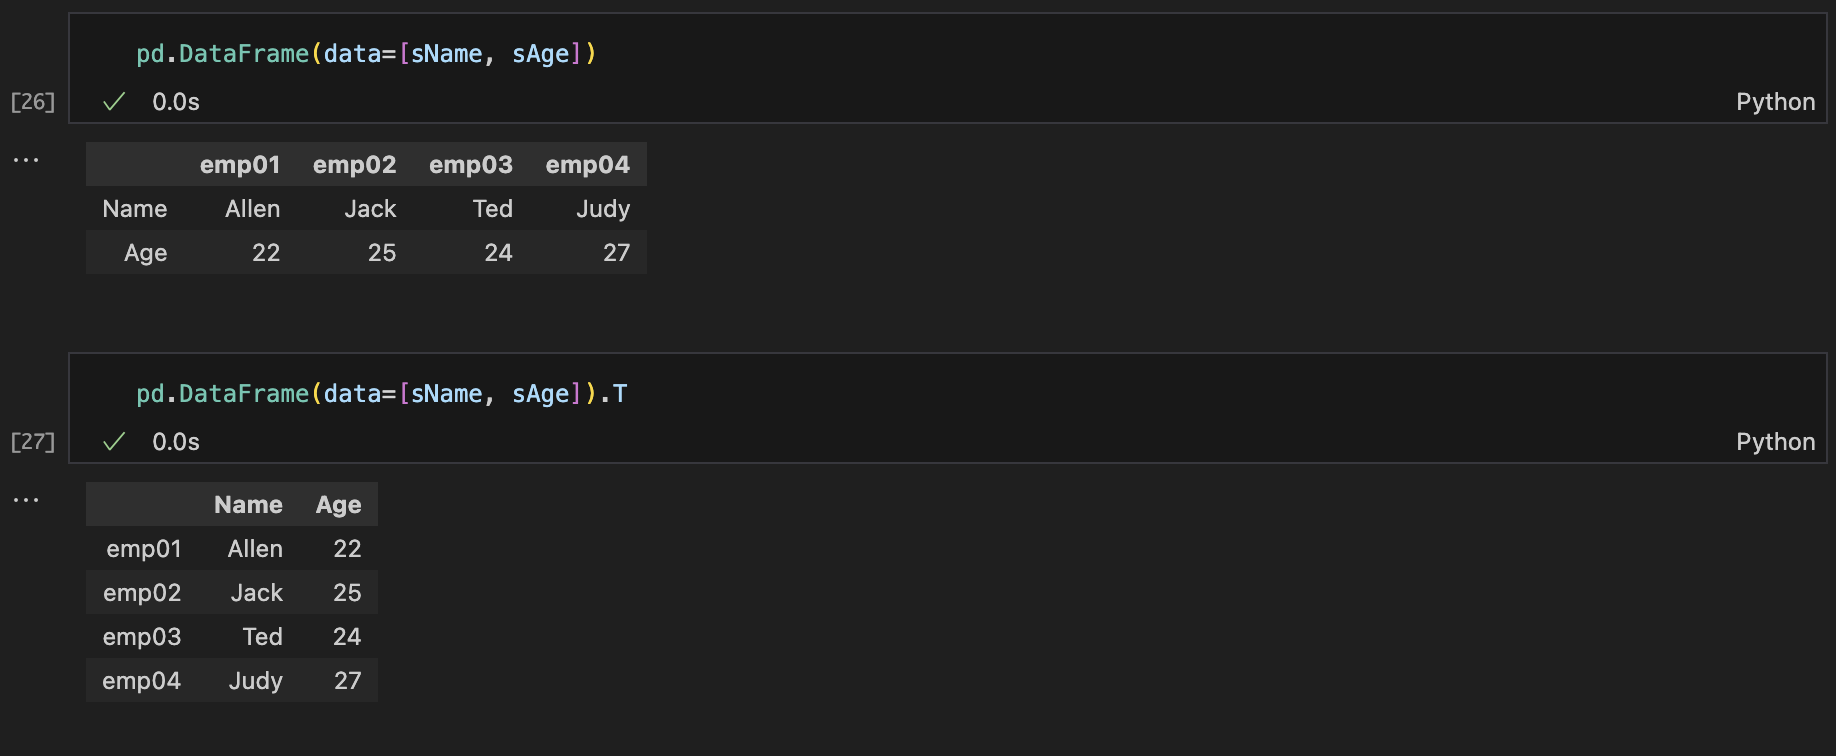 pd.DataFrame(data=[sName, sAge])
[26] ✓ 0.0s Python
...
emp01 emp02 emp03 emp04
Name Allen Jack Ted Judy
Age 22 25 24 27
pd.DataFrame(data=[sName, sAge]).T
[27] ✓ 0.0s Python
...
Name Age
emp01 Allen 22
emp02 Jack 25
emp03 Ted 24
emp04 Judy 27